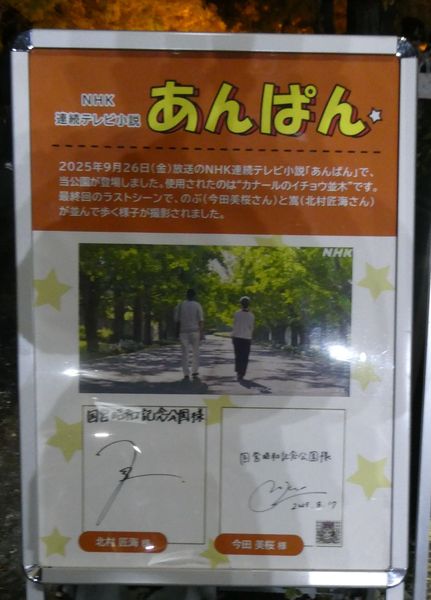 NHK
連続テレビ小説
あんぱん
2025年9月26日(金)放送のNHK連続テレビ小説「あんぱん」で、
当公園が登場しました。使用されたのは“カナールのイチョウ並木”です。
最終回のラストシーンで、のぶ(今田美桜さん)と嵩(北村匠海さん)
が並んで歩く様子が撮影されました。
NHK
国営昭和記念公園様
国営昭和記念公園様
北村 匠海 様
今田 美桜 様